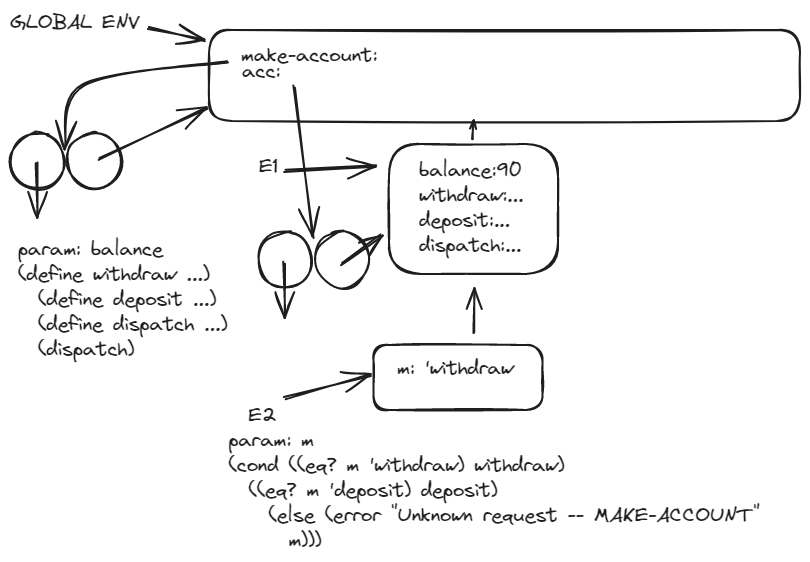 GLOBAL ENV
make-account:
acc:
E1
balance:90
withdraw:...
deposit:...
dispatch:...
param: balance
(define withdraw ...)
(define deposit ...)
(define dispatch ...)
(dispatch)
m: 'withdraw
E2
param: m
(cond ((eq? m 'withdraw) withdraw)
((eq? m 'deposit) deposit)
(else (error "Unknown request -- MAKE-ACCOUNT"
m)))